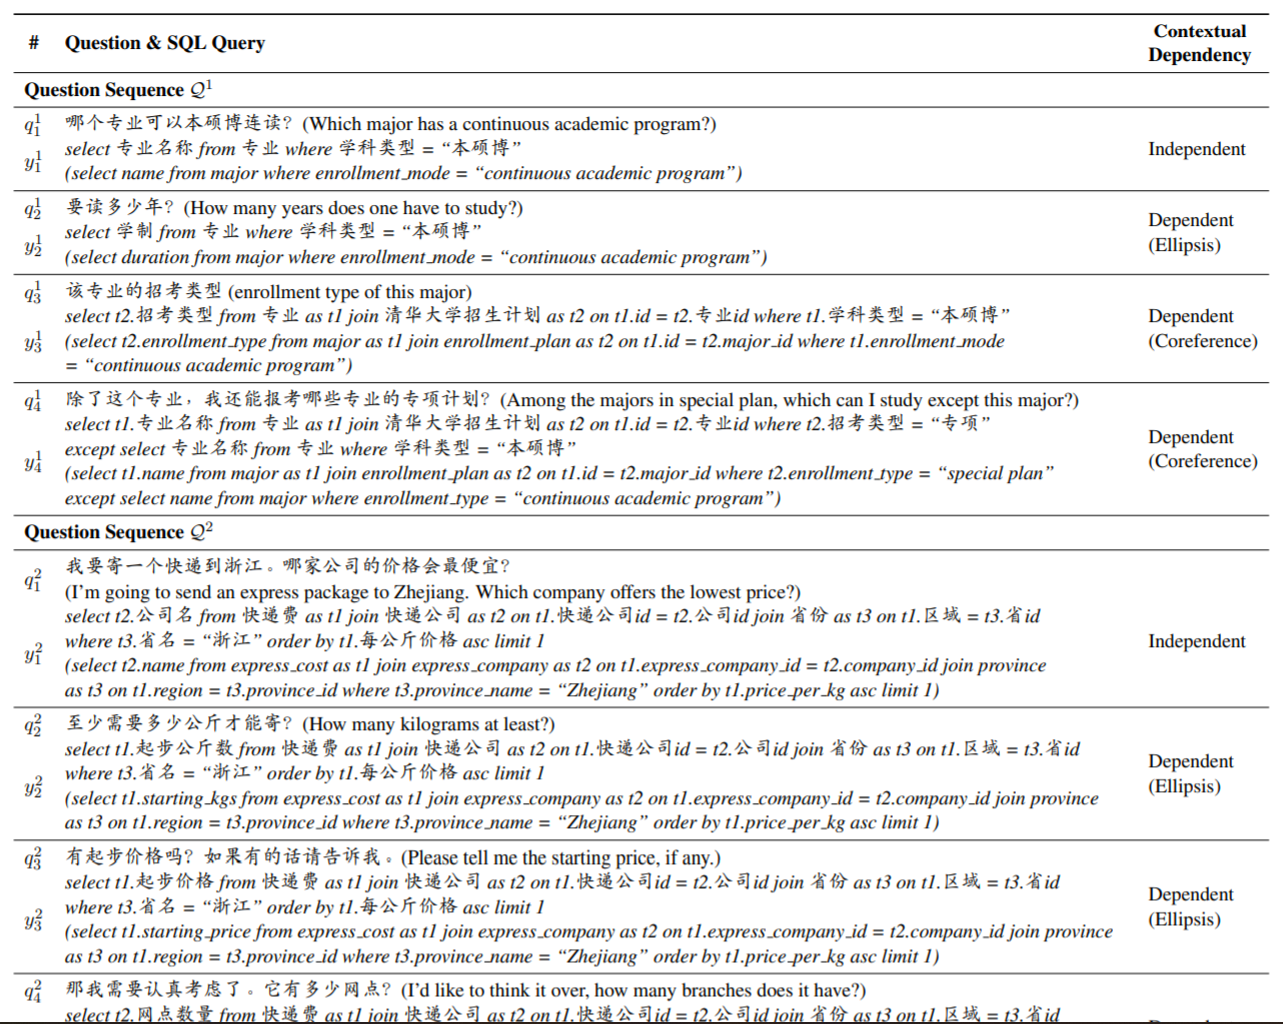 # Question & SQL Query Contextual Dependency
Question Sequence Q¹
q₁¹ 哪个专业可以本硕博连读？(Which major has a continuous academic program?)
y₁¹ select 专业名称 from 专业 where 学科类型 = “本硕博”
(select name from major where enrollment_mode = “continuous academic program”)
Independent
q₂¹ 要读多少年？(How many years does one have to study?)
y₂¹ select 学制 from 专业 where 学科类型 = “本硕博”
(select duration from major where enrollment_mode = “continuous academic program”)
Dependent
(Ellipsis)
q₃¹ 该专业的招考类型 (enrollment type of this major)
select t2.招考类型 from 专业 as t1 join 清华大学招生计划 as t2 on t1.id = t2.专业id where t1.学科类型 = “本硕博”
y₃¹ (select t2.enrollment_type from major as t1 join enrollment_plan as t2 on t1.id = t2.major_id where t1.enrollment_mode
= “continuous academic program”)
Dependent
(Coreference)
q₄¹ 除了这个专业，我还能报考哪些专业的专项计划？(Among the majors in special plan, which can I study except this major?)
select t1.专业名称 from 专业 as t1 join 清华大学招生计划 as t2 on t1.id = t2.专业id where t2.招考类型 = “专项”
except select 专业名称 from 专业 where 学科类型 = “本硕博”
y₄¹ (select t1.name from major as t1 join enrollment_plan as t2 on t1.id = t2.major_id where t2.enrollment_type = “special plan”
except select name from major where enrollment_type = “continuous academic program”)
Dependent
(Coreference)
Question Sequence Q²
q₁² 我要寄一个快递到浙江。哪家公司的价格会最便宜？
(I’m going to send an express package to Zhejiang. Which company offers the lowest price?)
select t2.公司名 from 快递费 as t1 join 快递公司 as t2 on t1.快递公司id = t2.公司id join 省份 as t3 on t1.区域 = t3.省id
where t3.省名 = “浙江” order by t1.每公斤价格 asc limit 1
y₁² (select t2.name from express_cost as t1 join express_company as t2 on t1.express_company_id = t2.company_id join province
as t3 on t1.region = t3.province_id where t3.province_name = “Zhejiang” order by t1.price_per_kg asc limit 1)
Independent
q₂² 至少需要多少公斤才能寄？(How many kilograms at least?)
select t1.起步公斤数 from 快递费 as t1 join 快递公司 as t2 on t1.快递公司id = t2.公司id join 省份 as t3 on t1.区域 = t3.省id
where t3.省名 = “浙江” order by t1.每公斤价格 asc limit 1
y₂² (select t1.starting_kgs from express_cost as t1 join express_company as t2 on t1.express_company_id = t2.company_id join province
as t3 on t1.region = t3.province_id where t3.province_name = “Zhejiang” order by t1.price_per_kg asc limit 1)
Dependent
(Ellipsis)
q₃² 有起步价格吗？如果有的话请告诉我。(Please tell me the starting price, if any.)
select t1.起步价格 from 快递费 as t1 join 快递公司 as t2 on t1.快递公司id = t2.公司id join 省份 as t3 on t1.区域 = t3.省id
where t3.省名 = “浙江” order by t1.每公斤价格 asc limit 1
y₃² (select t1.starting_price from express_cost as t1 join express_company as t2 on t1.express_company_id = t2.company_id join province
as t3 on t1.region = t3.province_id where t3.province_name = “Zhejiang” order by t1.price_per_kg asc limit 1)
Dependent
(Ellipsis)
q₄² 那我需要认真考虑了。它有多少网点？(I’d like to think it over, how many branches does it have?)
select t2.网点数量 from 快递费 as t1 join 快递公司 as t2 on t1.快递公司id = t2.公司id join 省份 as t3 on t1.区域 = t3.省id